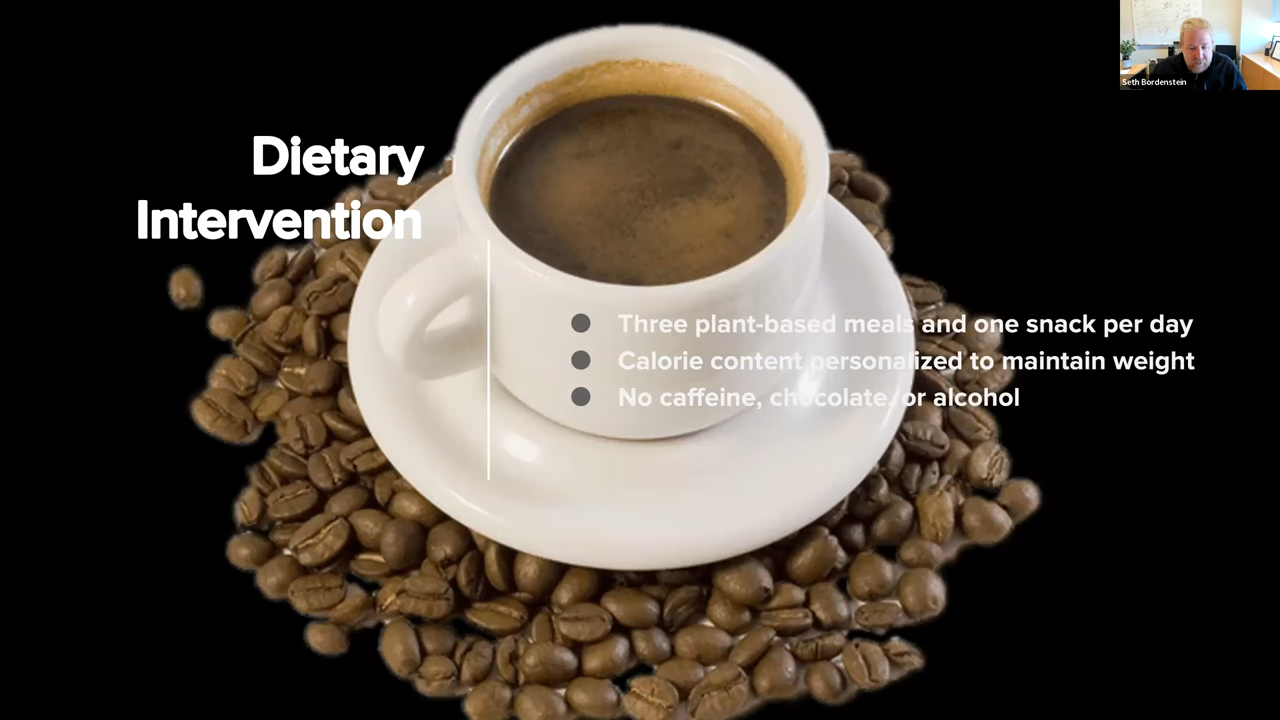 Dietary
Intervention
Three plant-based meals and one snack per day
Calorie content personalized to maintain weight
No caffeine, chocolate, or alcohol
Seth Bordenstein